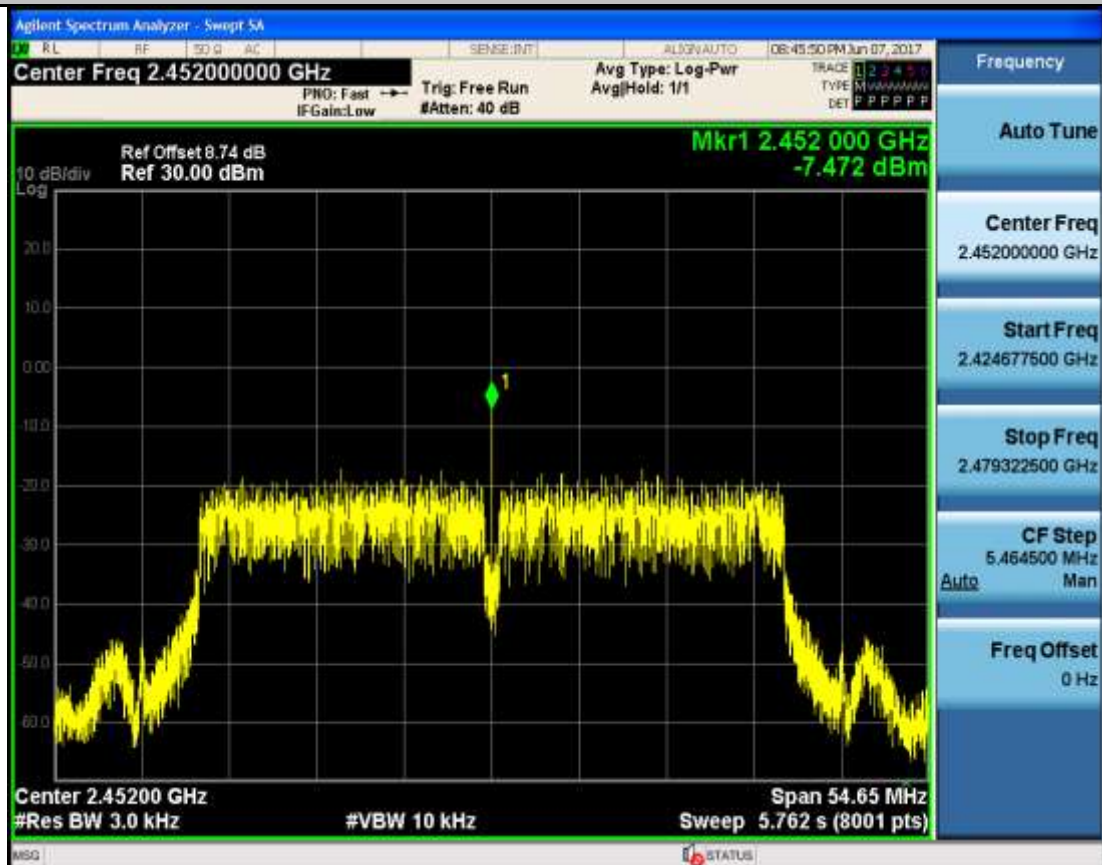 Agilent Spectrum Analyzer - Swept SA
RL RF 50 Ω AC SENSE:INT ALIGN AUTO 08:45:50 PM Jun 07, 2017
Center Freq 2.452000000 GHz
PNO: Fast
IFGain:Low
Trig: Free Run
#Atten: 40 dB
Avg Type: Log-Pwr
Avg|Hold: 1/1
TRACE 1 2 3 4 5 6
TYPE M
DET P P P P P P
Mkr1 2.452 000 GHz
-7.472 dBm
Ref Offset 8.74 dB
10 dB/div Ref 30.00 dBm
Log
20.0
10.0
0.00
-10.0
-20.0
-30.0
-40.0
-50.0
-60.0
1
Center 2.45200 GHz Span 54.65 MHz
#Res BW 3.0 kHz #VBW 10 kHz Sweep 5.762 s (8001 pts)
MSG STATUS
Frequency
Auto Tune
Center Freq
2.452000000 GHz
Start Freq
2.424677500 GHz
Stop Freq
2.479322500 GHz
CF Step
5.464500 MHz
Auto Man
Freq Offset
0 Hz